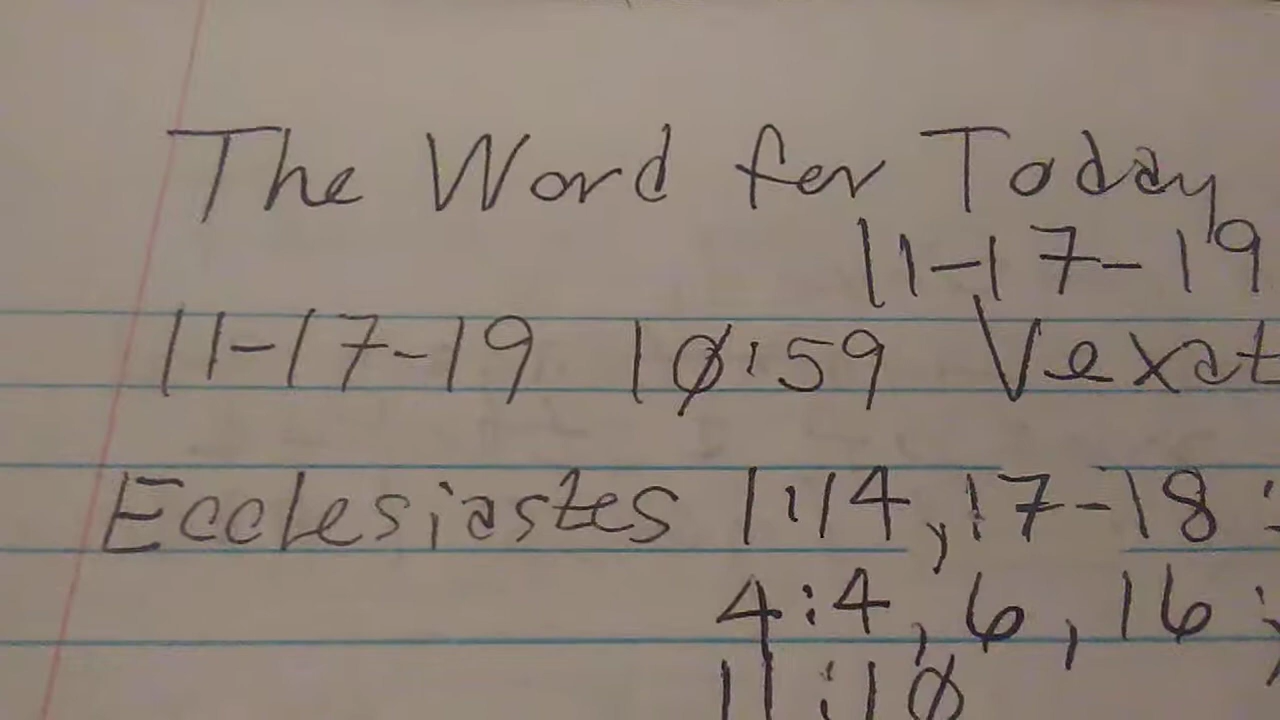 The Word for Today
11-17-19
11-17-19 10:59 Vexat
Ecclesiastes 1:14, 17-18;
4:4, 6, 16;
11:10